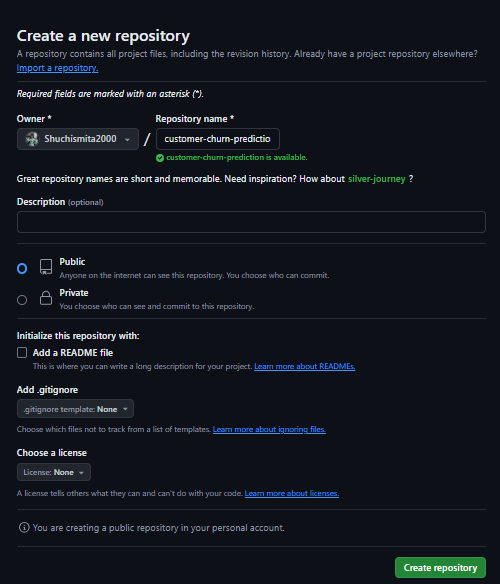 Create a new repository
A repository contains all project files, including the revision history. Already have a project repository elsewhere?
Import a repository.
Required fields are marked with an asterisk (*).
Owner *
Repository name *
Shuchismita2000
/
customer-churn-predictio
customer-churn-prediction is available.
Great repository names are short and memorable. Need inspiration? How about silver-journey ?
Description (optional)
Public
Anyone on the internet can see this repository. You choose who can commit.
Private
You choose who can see and commit to this repository.
Initialize this repository with:
Add a README file
This is where you can write a long description for your project. Learn more about READMEs.
Add .gitignore
.gitignore template: None
Choose which files not to track from a list of templates. Learn more about ignoring files.
Choose a license
License: None
A license tells others what they can and can't do with your code. Learn more about licenses.
You are creating a public repository in your personal account.
Create repository